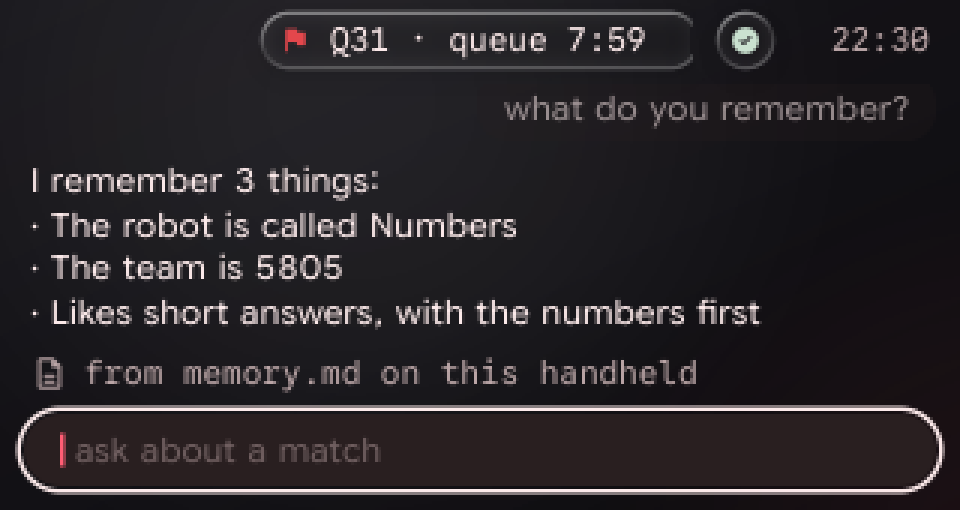 Q31 · queue 7:59
22:30
what do you remember?
I remember 3 things:
· The robot is called Numbers
· The team is 5805
· Likes short answers, with the numbers first
from memory.md on this handheld
ask about a match